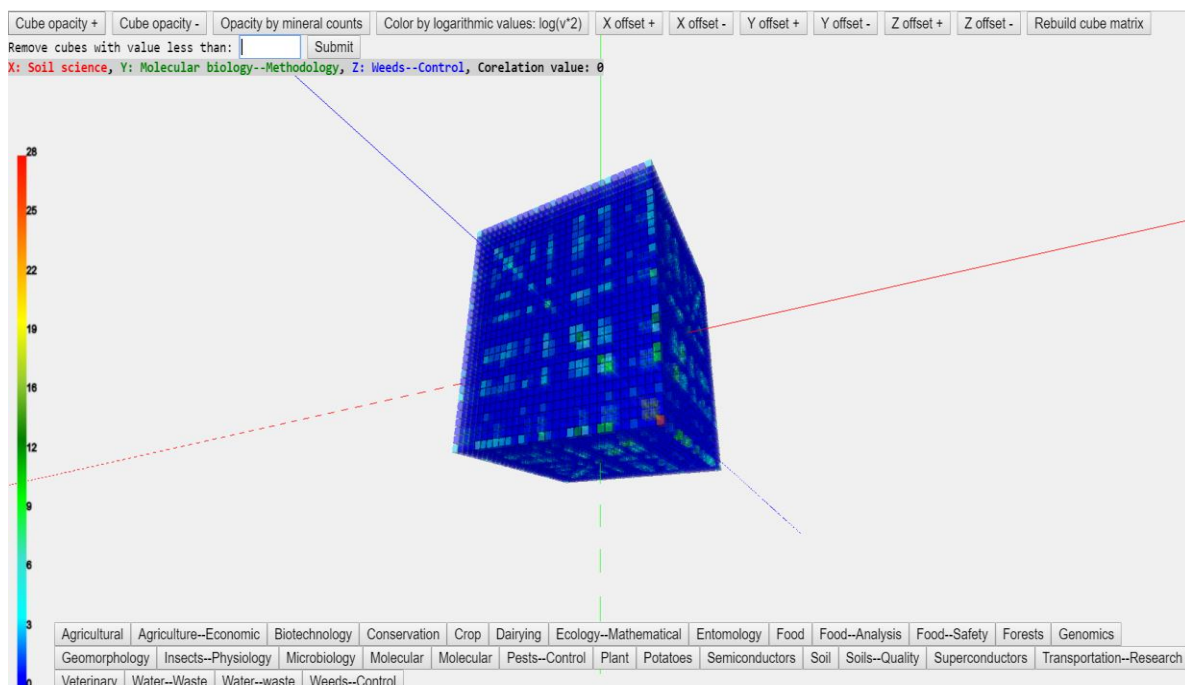 Cube opacity + Cube opacity - Opacity by mineral counts Color by logarithmic values: log(v*2) X offset + X offset - Y offset + Y offset - Z offset + Z offset - Rebuild cube matrix
Remove cubes with value less than: Submit
X: Soil science, Y: Molecular biology--Methodology, Z: Weeds--Control, Corelation value: 0
28
25
22
19
16
12
9
6
3
0
Agricultural Agriculture--Economic Biotechnology Conservation Crop Dairying Ecology--Mathematical Entomology Food Food--Analysis Food--Safety Forests Genomics
Geomorphology Insects--Physiology Microbiology Molecular Molecular Pests--Control Plant Potatoes Semiconductors Soil Soils--Quality Superconductors Transportation--Research
Veterinary Water--Waste Water--waste Weeds--Control